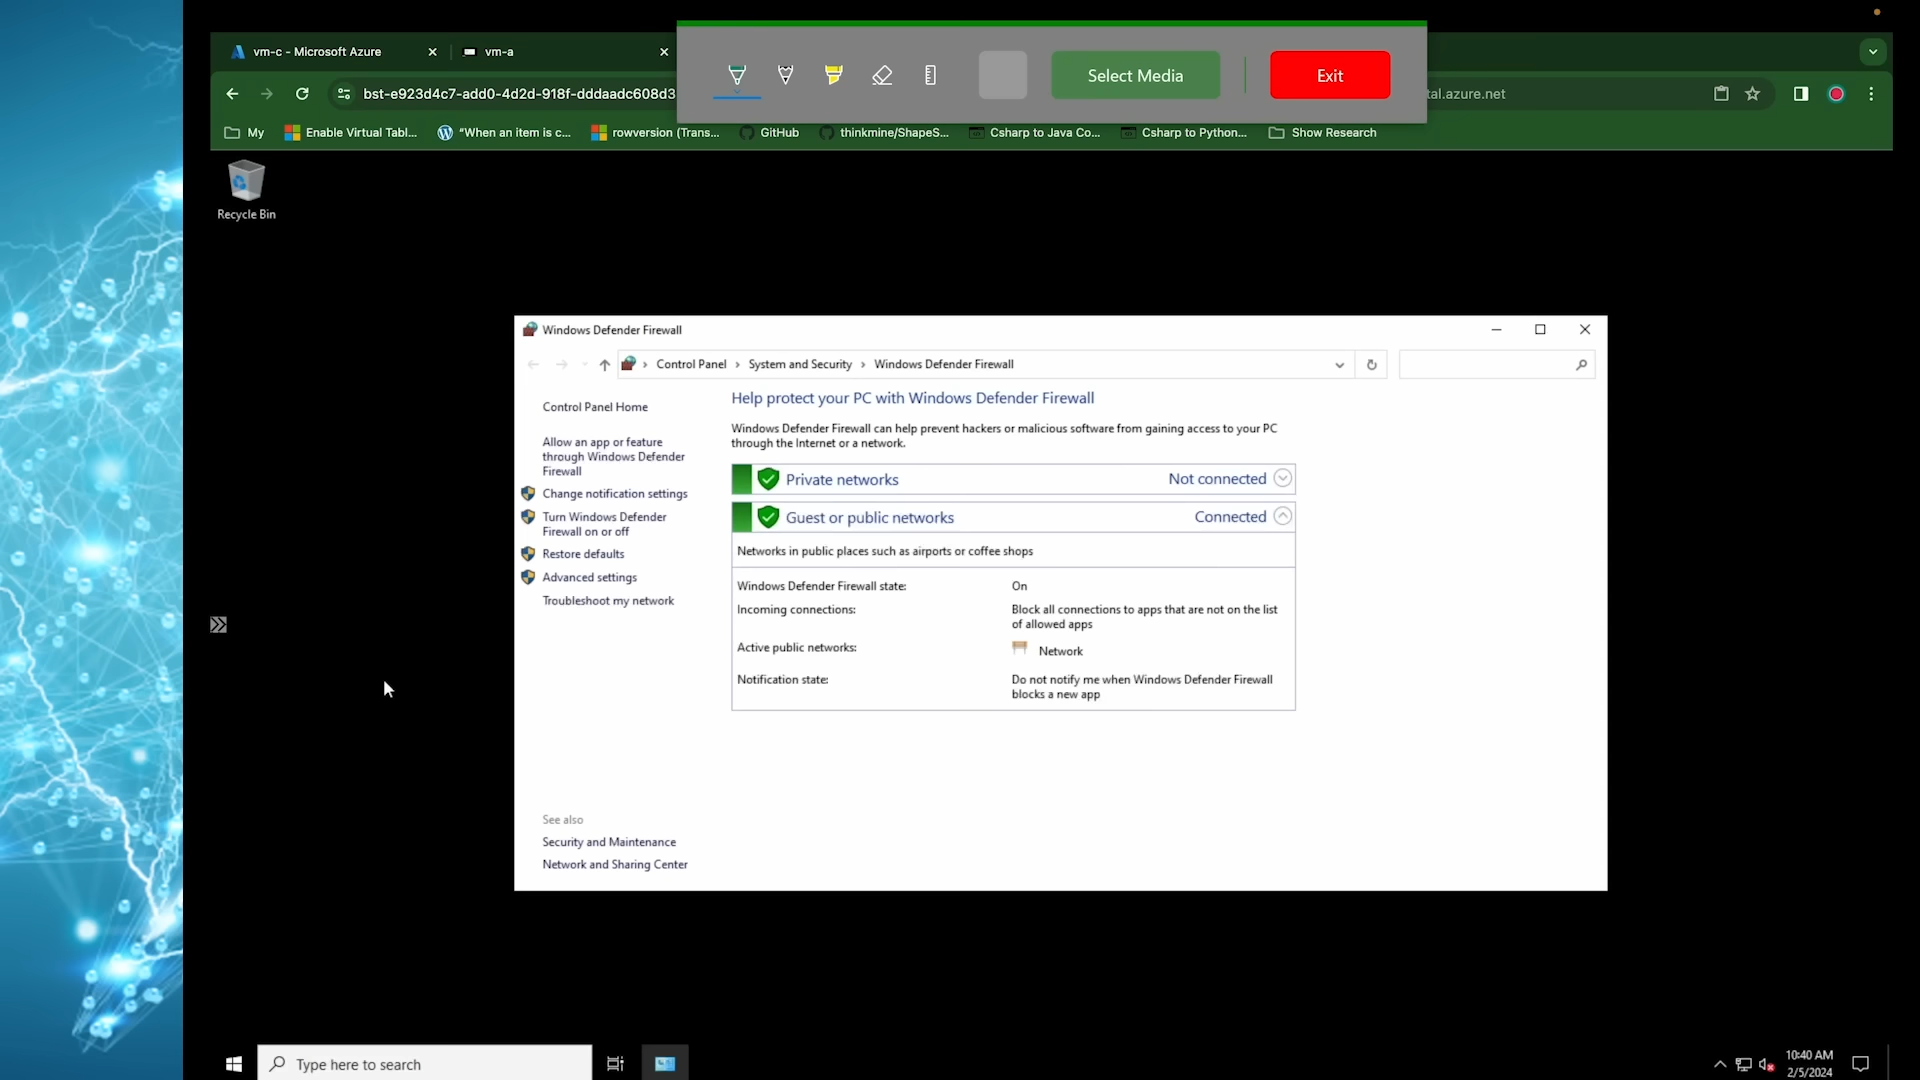 vm-c - Microsoft Azure
vm-a
Select Media
Exit
bst-e923d4c7-add0-4d2d-918f-dddaadc608d3
tal.azure.net
My
Enable Virtual Tabl...
"When an item is c...
rowversion (Trans...
GitHub
thinkmine/ShapeS...
Csharp to Java Co...
Csharp to Python...
Show Research
Recycle Bin
Windows Defender Firewall
Control Panel
System and Security
Windows Defender Firewall
Control Panel Home
Allow an app or feature
through Windows Defender
Firewall
Change notification settings
Turn Windows Defender
Firewall on or off
Restore defaults
Advanced settings
Troubleshoot my network
Help protect your PC with Windows Defender Firewall
Windows Defender Firewall can help prevent hackers or malicious software from gaining access to your PC
through the Internet or a network.
Private networks
Not connected
Guest or public networks
Connected
Networks in public places such as airports or coffee shops
Windows Defender Firewall state:
On
Incoming connections:
Block all connections to apps that are not on the list
of allowed apps
Active public networks:
Network
Notification state:
Do not notify me when Windows Defender Firewall
blocks a new app
See also
Security and Maintenance
Network and Sharing Center
Type here to search
10:40 AM
2/5/2024